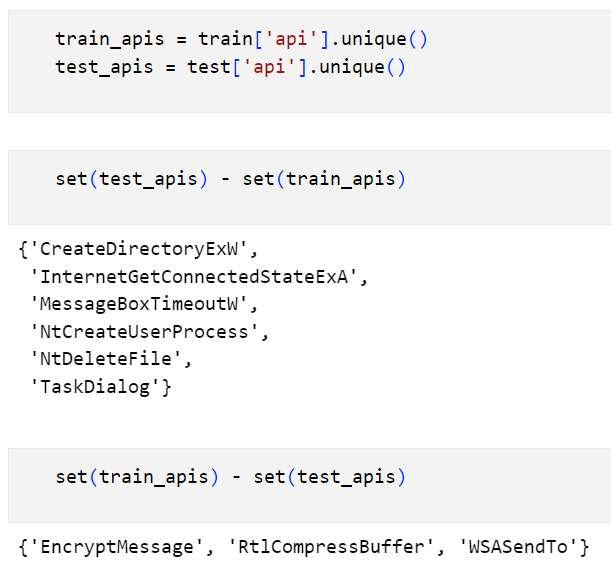 train_apis = train['api'].unique()
test_apis = test['api'].unique()
set(test_apis) - set(train_apis)
{'CreateDirectoryExW',
'InternetGetConnectedStateExA',
'MessageBoxTimeoutW',
'NtCreateUserProcess',
'NtDeleteFile',
'TaskDialog'}
set(train_apis) - set(test_apis)
{'EncryptMessage', 'RtlCompressBuffer', 'WSASendTo'}